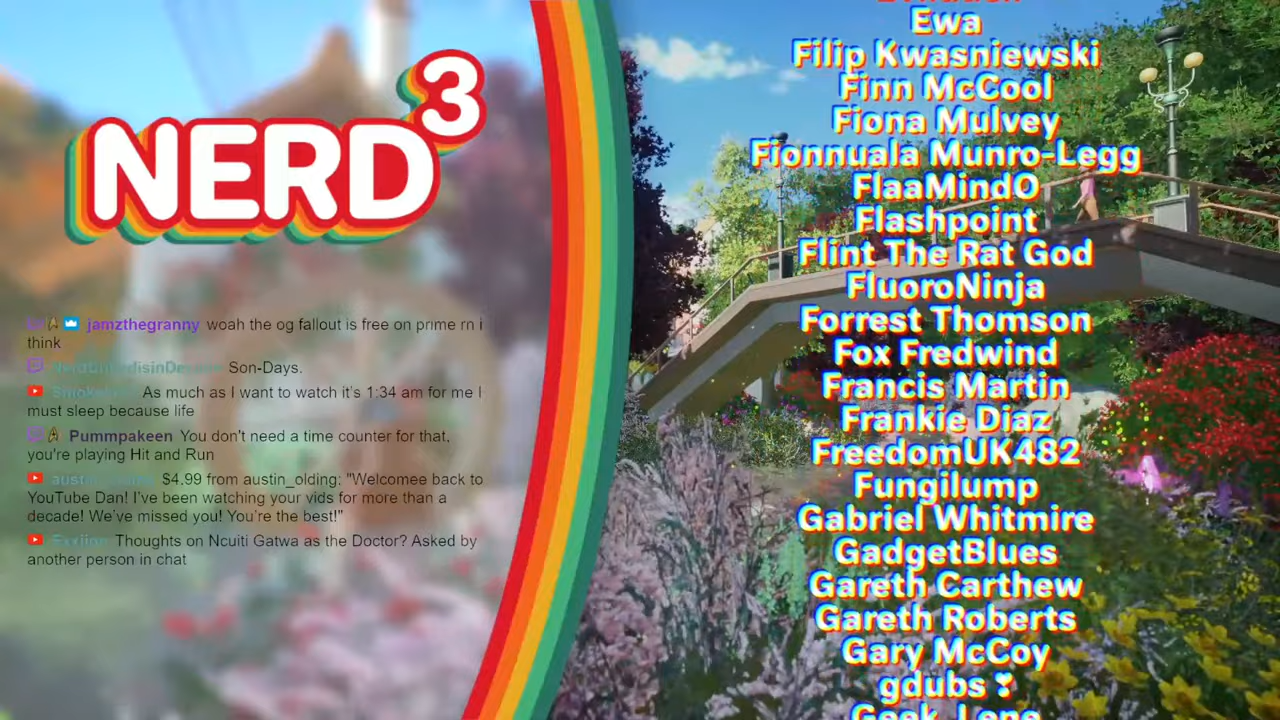 NERD³
jamzthegranny woah the og fallout is free on prime rn i
think
Son-Days.
As much as I want to watch it's 1:34 am for me I
must sleep because life
Pummpakeen You don't need a time counter for that,
you're playing Hit and Run
$4.99 from austin_olding: "Welcomee back to
YouTube Dan! I've been watching your vids for more than a
decade! We've missed you! You're the best!"
Thoughts on Ncuiti Gatwa as the Doctor? Asked by
another person in chat
Ewa
Filip Kwasniewski
Finn McCool
Fiona Mulvey
Fionnuala Munro-Legg
FlaaMindO
Flashpoint
Flint The Rat God
FluoroNinja
Forrest Thomson
Fox Fredwind
Francis Martin
Frankie Diaz
FreedomUK482
Fungilump
Gabriel Whitmire
GadgetBlues
Gareth Carthew
Gareth Roberts
Gary McCoy
gdubs ❣